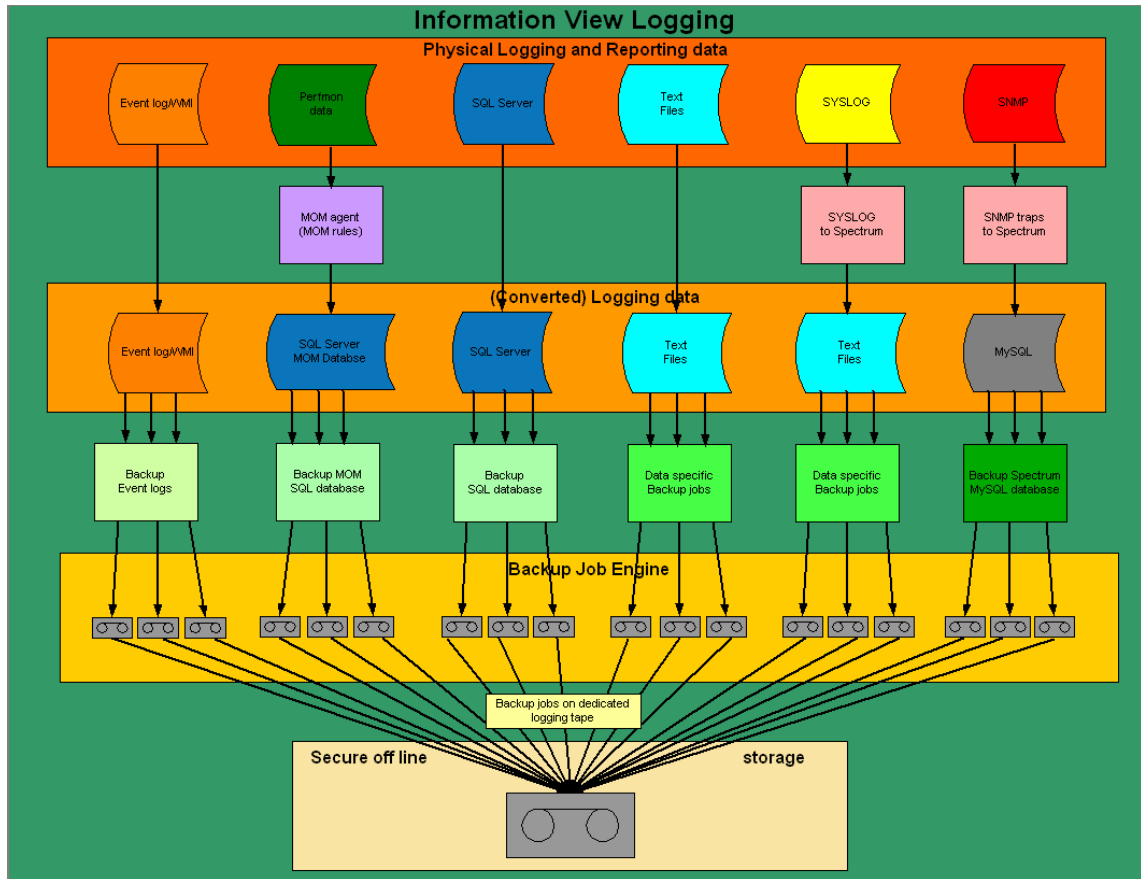 Information View Logging
Physical Logging and Reporting data
Event log/WMI
Perfmon
data
SQL Server
Text
Files
SYSLOG
SNMP
MOM agent
(MOM rules)
SYSLOG
to Spectrum
SNMP traps
to Spectrum
(Converted) Logging data
Event log/WMI
SQL Server
MOM Databse
SQL Server
Text
Files
Text
Files
MySQL
Backup
Event logs
Backup MOM
SQL database
Backup
SQL database
Data specific
Backup jobs
Data specific
Backup jobs
Backup Spectrum
MySQL database
Backup Job Engine
Backup jobs on dedicated
logging tape
Secure off line storage